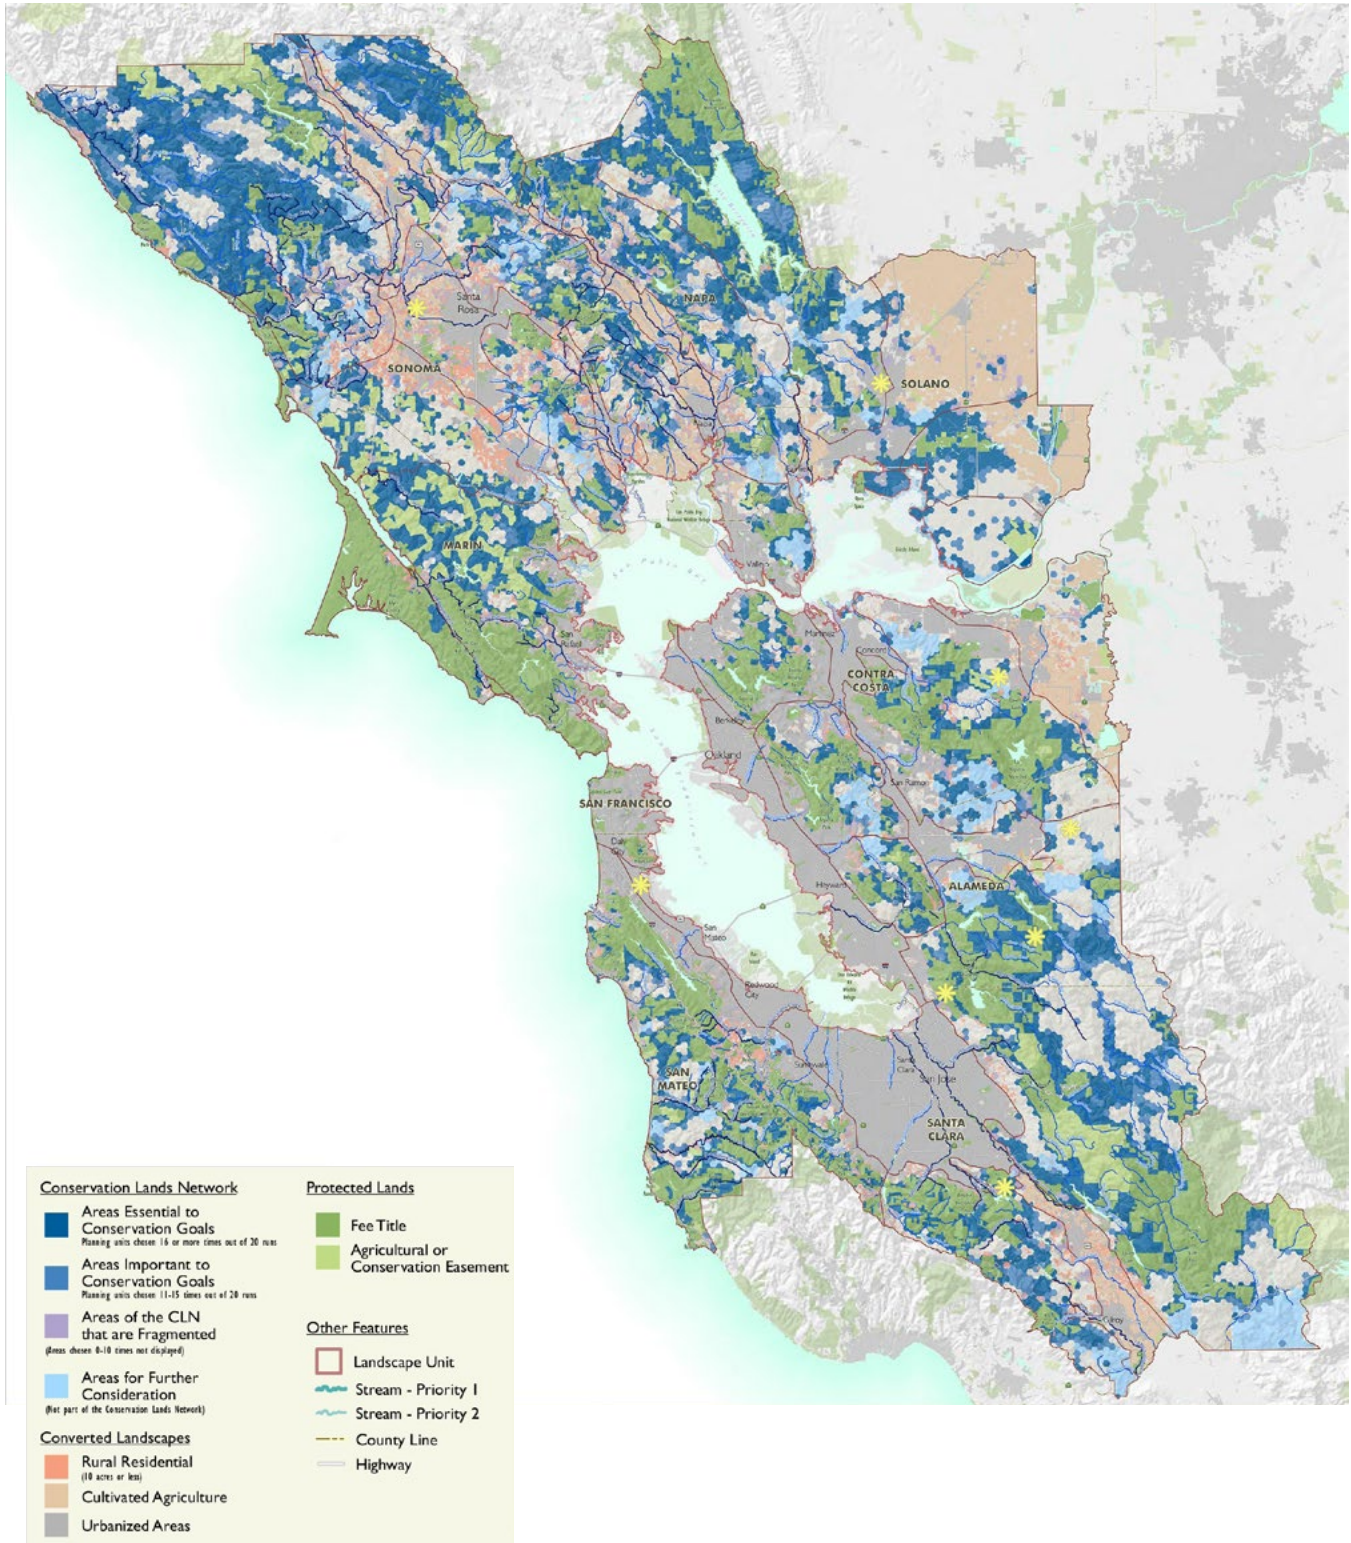 NAPA
Santa
Rosa
SONOMA
SOLANO
MARIN
Vallejo
San
Rafael
Martinez
Concord
CONTRA
COSTA
Berkeley
Oakland
San Ramon
SAN FRANCISCO
Daly
City
Hayward
ALAMEDA
San
Mateo
Redwood
City
Sunnyvale
Santa
Clara
San Jose
SAN
MATEO
SANTA
CLARA
Gilroy
Conservation Lands Network
Areas Essential to
Conservation Goals
Planning units chosen 16 or more times out of 20 runs
Areas Important to
Conservation Goals
Planning units chosen 11-15 times out of 20 runs
Areas of the CLN
that are Fragmented
(Areas chosen 0-10 times not displayed)
Areas for Further
Consideration
(Not part of the Conservation Lands Network)
Converted Landscapes
Rural Residential
(10 acres or less)
Cultivated Agriculture
Urbanized Areas
Protected Lands
Fee Title
Agricultural or
Conservation Easement
Other Features
Landscape Unit
Stream - Priority 1
Stream - Priority 2
County Line
Highway